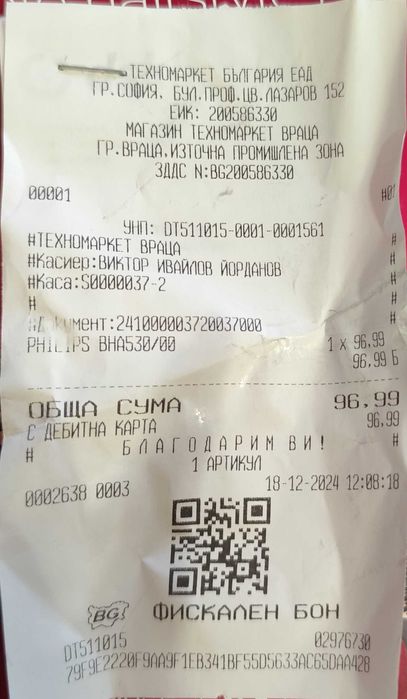 ТЕХНОМАРКЕТ БЪЛГАРИЯ ЕАД
ГР.СОФИЯ, БУЛ.ПРОФ.ЦВ.ЛАЗАРОВ 152
ЕИК: 200586330
МАГАЗИН ТЕХНОМАРКЕТ ВРАЦА
ГР.ВРАЦА,ИЗТОЧНА ПРОМИШЛЕНА ЗОНА
ЗДДС N:BG200586330
00001 #01
УНП: DT511015-0001-0001561
#ТЕХНОМАРКЕТ ВРАЦА #
#Касиер:ВИКТОР ИВАЙЛОВ ЙОРДАНОВ #
#Каса:S0000037-2 #
# #
#Документ:241000003720037000 #
PHILIPS BHA530/00 1 x 96,99
96,99 Б
ОБЩА СУМА 96,99
С ДЕБИТНА КАРТА 96,99
# БЛАГОДАРИМ ВИ! #
1 АРТИКУЛ
0002638 0003 18-12-2024 12:08:18
BG ФИСКАЛЕН БОН
DT511015 02976730
79F9E2220F9AA9F1EB341BF55D5633AC65DAA428